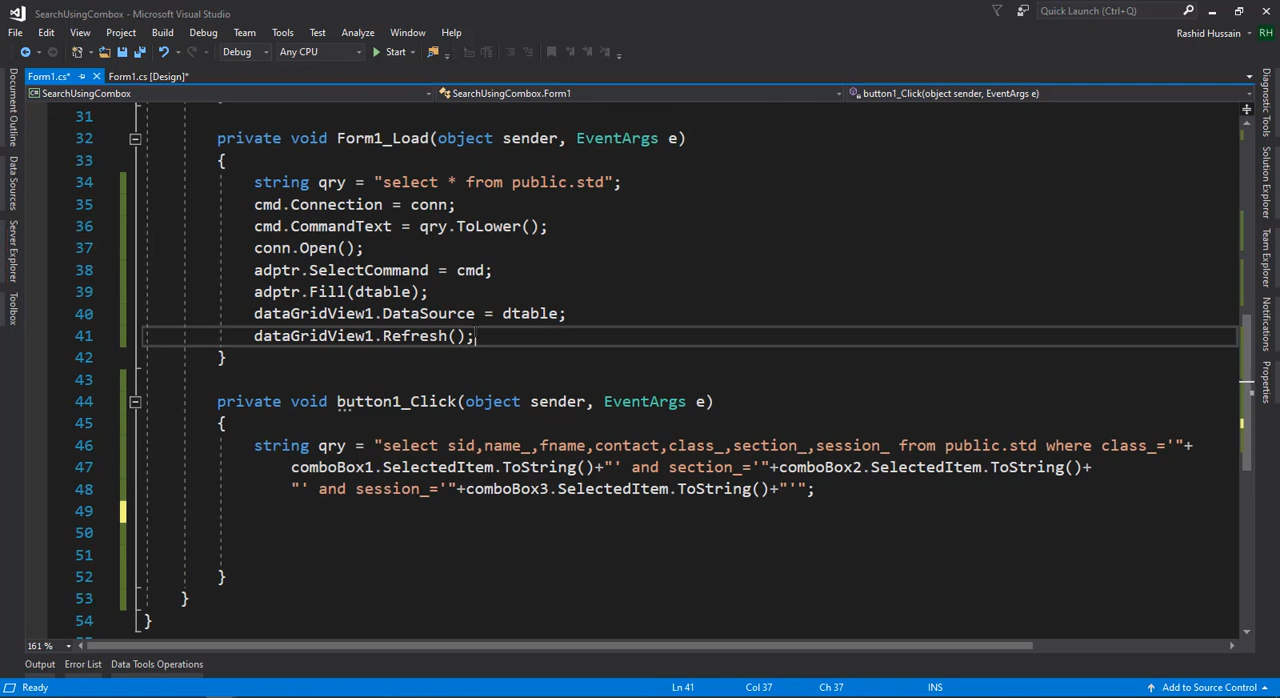 SearchUsingCombox - Microsoft Visual Studio
Quick Launch (Ctrl+Q)
File Edit View Project Build Debug Team Tools Test Analyze Window Help
Rashid Hussain RH
Debug Any CPU Start
Form1.cs* Form1.cs [Design]*
SearchUsingCombox SearchUsingCombox.Form1 button1_Click(object sender, EventArgs e)
31
32 private void Form1_Load(object sender, EventArgs e)
33 {
34 string qry = "select * from public.std";
35 cmd.Connection = conn;
36 cmd.CommandText = qry.ToLower();
37 conn.Open();
38 adptr.SelectCommand = cmd;
39 adptr.Fill(dtable);
40 dataGridView1.DataSource = dtable;
41 dataGridView1.Refresh();
42 }
43
44 private void button1_Click(object sender, EventArgs e)
45 {
46 string qry = "select sid,name_,fname,contact,class_,section_,session_ from public.std where class_='"+
47 comboBox1.SelectedItem.ToString()+"' and section_='"+comboBox2.SelectedItem.ToString()+
48 "' and session_='"+comboBox3.SelectedItem.ToString()+"'";
49
50
51
52 }
53 }
54 }
Document Outline
Data Sources
Server Explorer
Toolbox
Diagnostic Tools
Solution Explorer
Team Explorer
Notifications
Properties
161 %
Output Error List Data Tools Operations
Ready Ln 41 Col 37 Ch 37 INS Add to Source Control